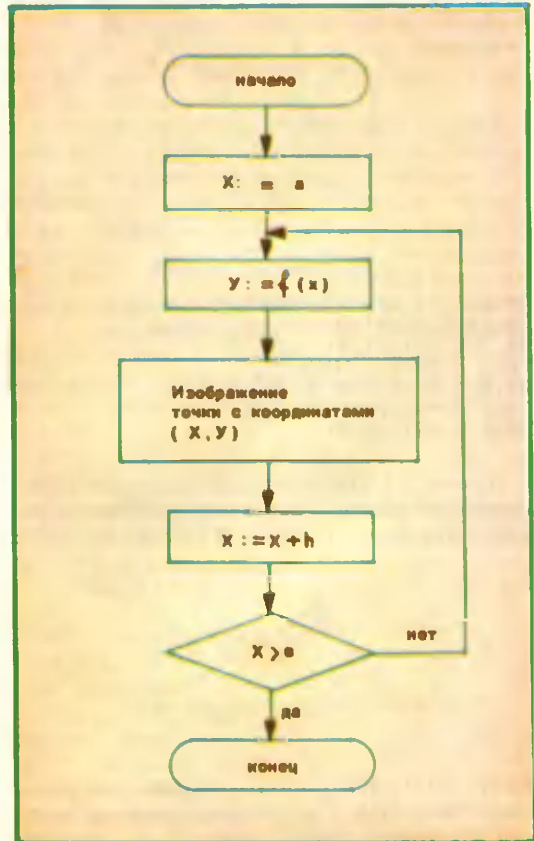 начало
X: = a
У: = f (x)
Изображение
точки с координатами
( X, У)
X := X + h
X > в
нет
да
конец